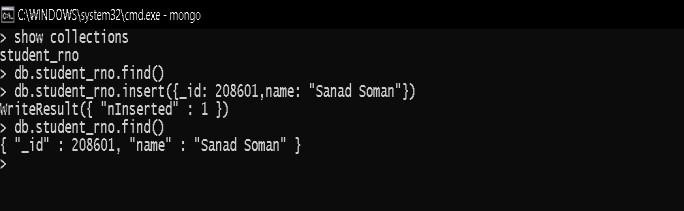 C:\WINDOWS\system32\cmd.exe - mongo
> show collections
student_rno
> db.student_rno.find()
> db.student_rno.insert({_id: 208601,name: "Sanad Soman"})
WriteResult({ "nInserted" : 1 })
> db.student_rno.find()
{ "_id" : 208601, "name" : "Sanad Soman" }
>